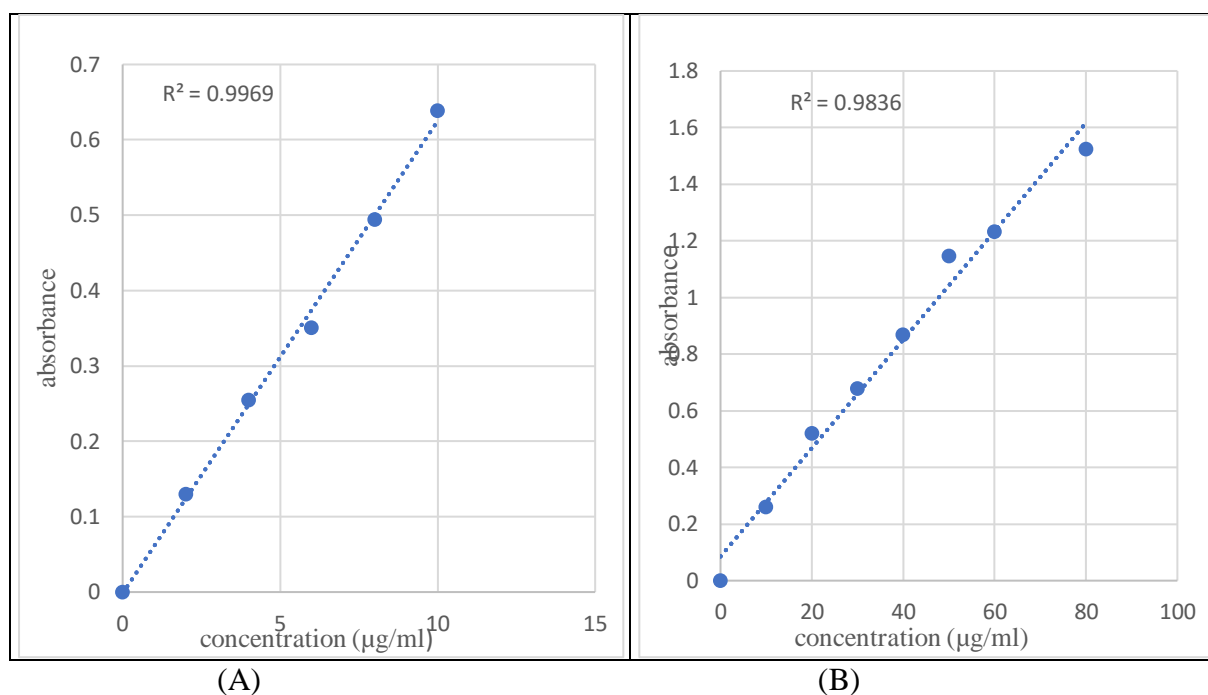 R² = 0.9969
0.7
0.6
0.5
0.4
0.3
0.2
0.1
0
absorbance
0 5 10 15
concentration (µg/ml)
(A)
R² = 0.9836
1.8
1.6
1.4
1.2
1
0.8
0.6
0.4
0.2
0
absorbance
0 20 40 60 80 100
concentration (µg/ml)
(B)